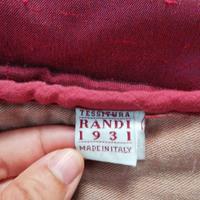 TESSITURA
RANDI
1931
MADE IN ITALY